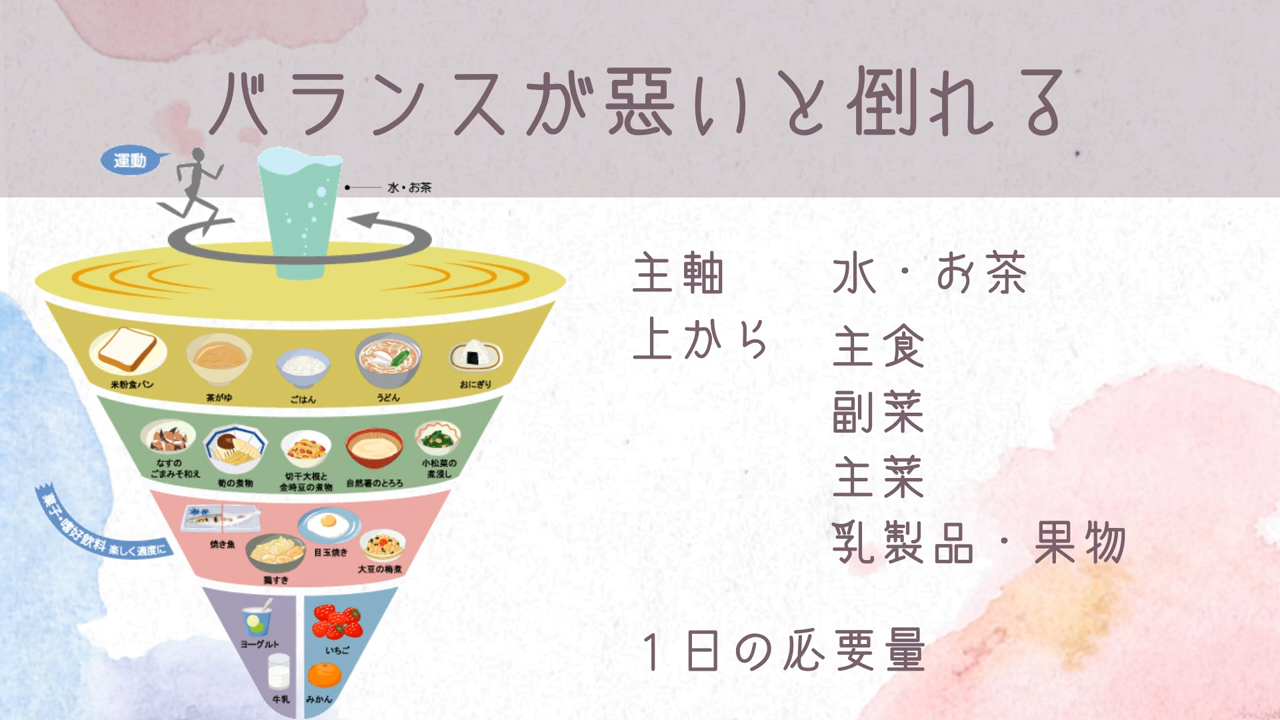 バランスが悪いと倒れる
運動
水・お茶
主軸 水・お茶
上から 主食
副菜
主菜
乳製品・果物
1日の必要量
米粉食パン
茶がゆ
ごはん
うどん
おにぎり
なすの
ごまみそ和え
筍の煮物
切干大根と
金時豆の煮物
自然薯のとろろ
小松菜の
煮浸し
菓子・嗜好飲料 楽しく適度に
焼き魚
鶏すき
目玉焼き
大豆の梅煮
ヨーグルト
いちご
牛乳
みかん